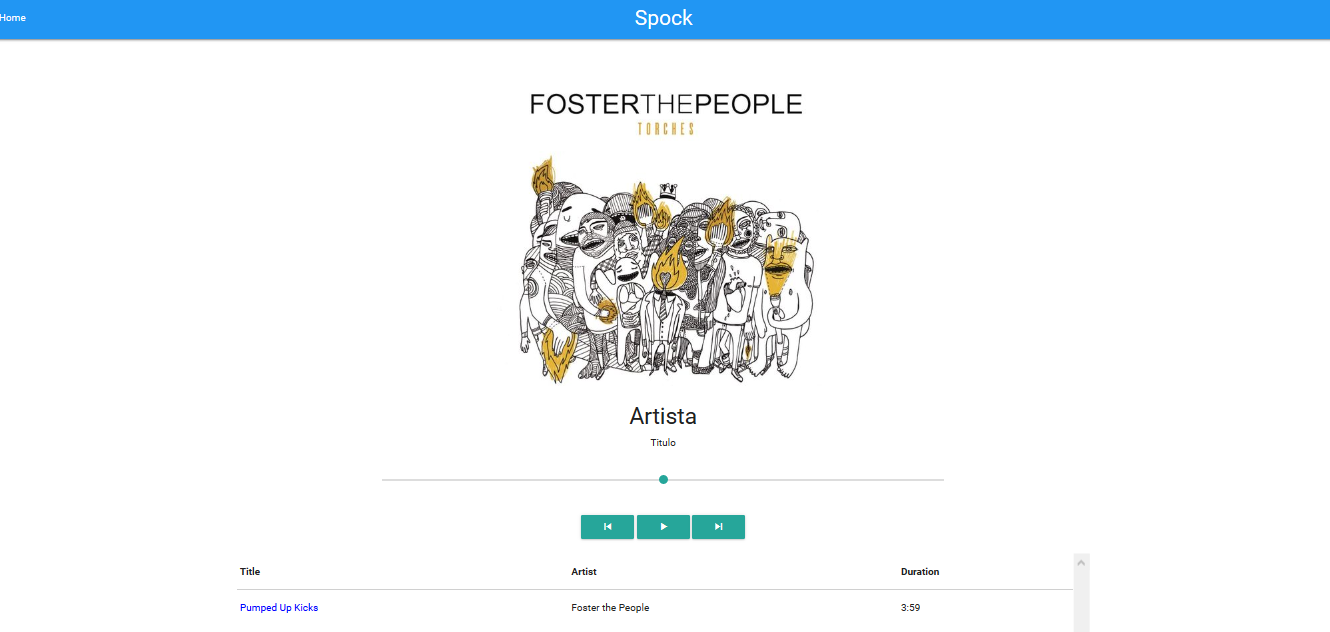 Home
Spock
FOSTERTHEPEOPLE
TORCHES
Artista
Titulo
Title Artist Duration
Pumped Up Kicks Foster the People 3:59